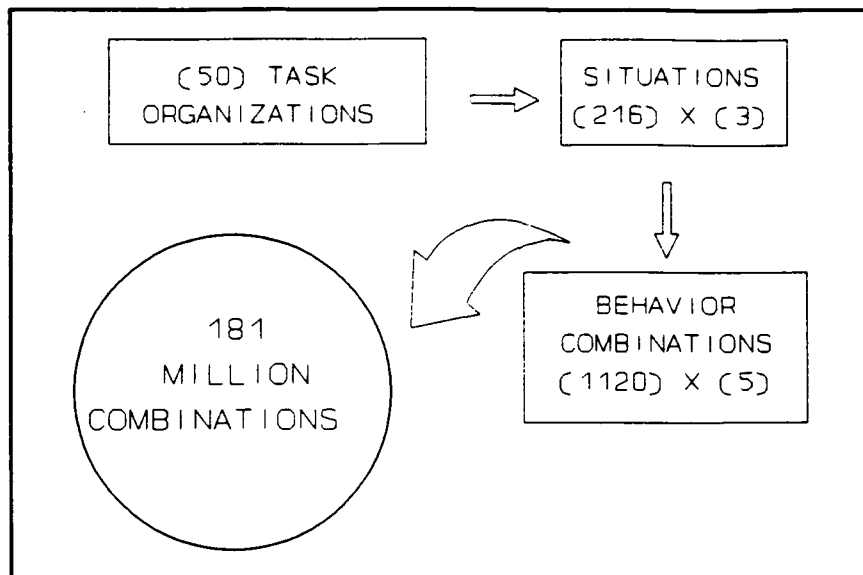 (50) TASK
ORGANIZATIONS
SITUATIONS
(216) X (3)
BEHAVIOR
COMBINATIONS
(1120) X (5)
181
MILLION
COMBINATIONS